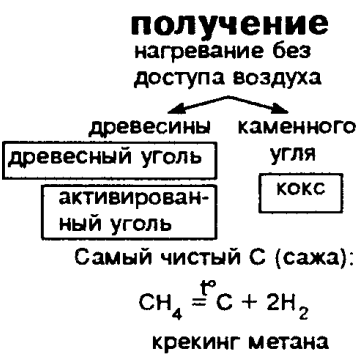 получение
нагревание без
доступа воздуха
древесины каменного
угля
древесный уголь
кокс
активирован-
ный уголь
Самый чистый С (сажа):
t°
CH₄ = C + 2H₂
крекинг метана